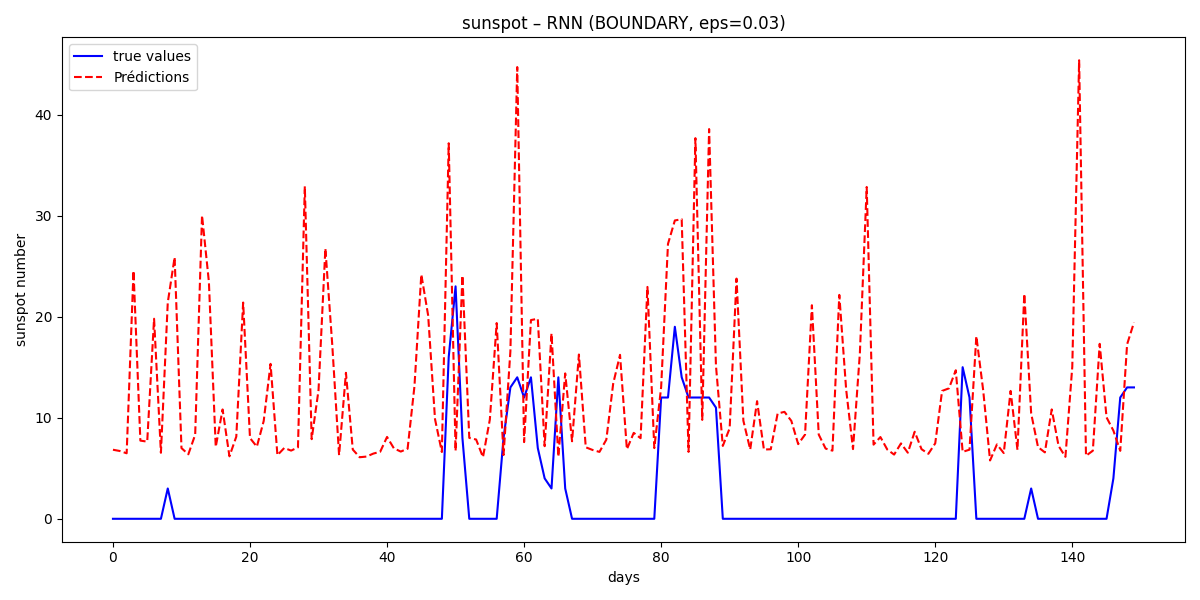 sunspot – RNN (BOUNDARY, eps=0.03)
true values
Prédictions
sunspot number
40
30
20
10
0
0 20 40 60 80 100 120 140
days